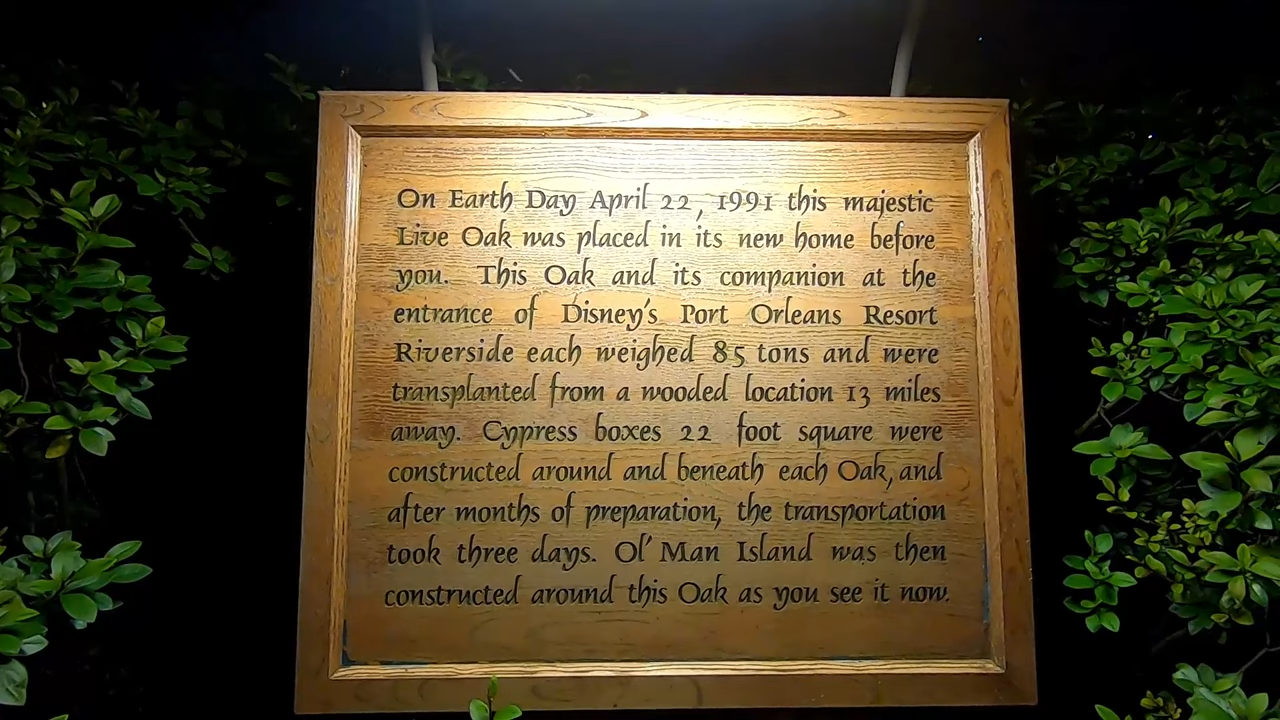 On Earth Day April 22, 1991 this majestic
Live Oak was placed in its new home before
you. This Oak and its companion at the
entrance of Disney's Port Orleans Resort
Riverside each weighed 85 tons and were
transplanted from a wooded location 13 miles
away. Cypress boxes 22 foot square were
constructed around and beneath each Oak, and
after months of preparation, the transportation
took three days. Ol' Man Island was then
constructed around this Oak as you see it now.